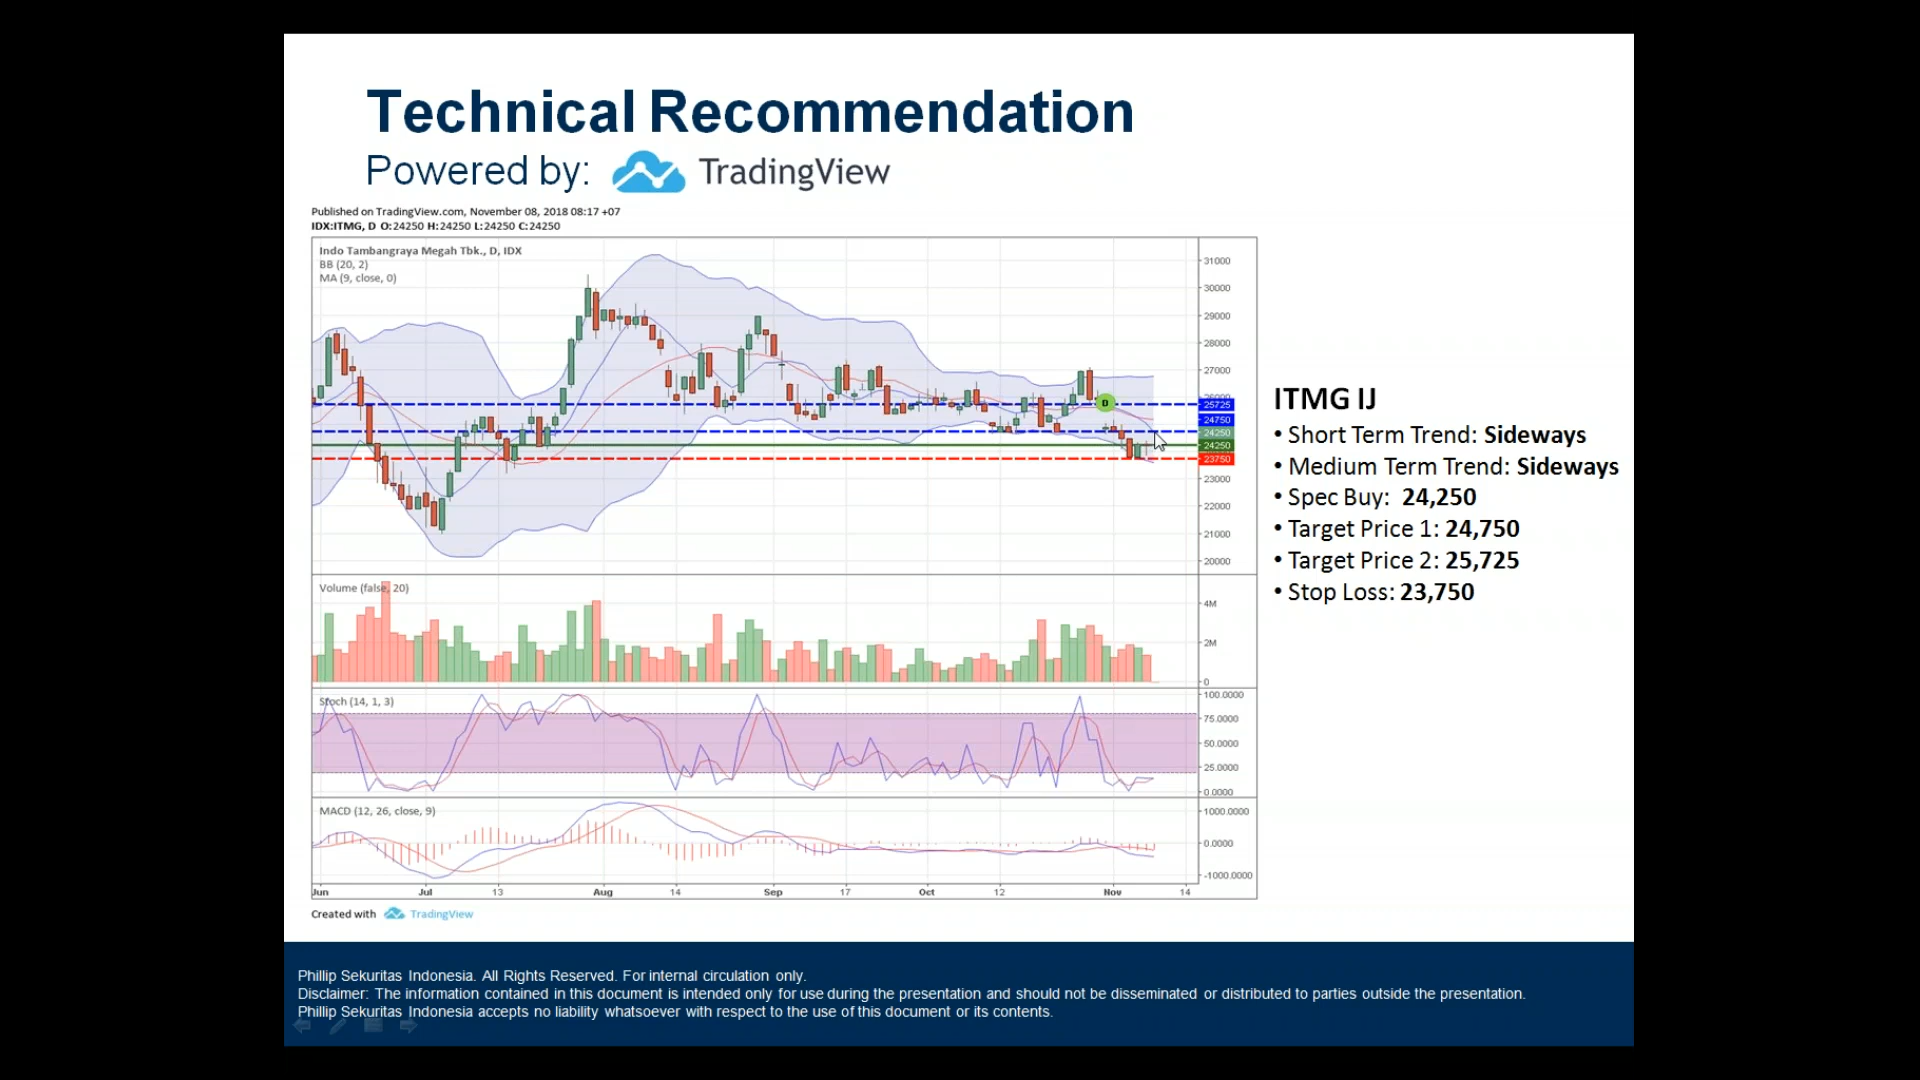 Technical Recommendation
Powered by: TradingView
Published on TradingView.com, November 08, 2018 08:17 +07
IDX:ITMG, D O:24250 H:24250 L:24250 C:24250
Indo Tambangraya Megah Tbk., D, IDX
BB (20, 2)
MA (9, close, 0)
31000
30000
29000
28000
27000
25725
24750
24250
24250
23750
23000
22000
21000
20000
D
Volume (false, 20)
4M
2M
0
Stoch (14, 1, 3)
100.0000
75.0000
50.0000
25.0000
0.0000
MACD (12, 26, close, 9)
1000.0000
0.0000
-1000.0000
Jun Jul 13 Aug 14 Sep 17 Oct 12 Nov 14
Created with TradingView
ITMG IJ
• Short Term Trend: Sideways
• Medium Term Trend: Sideways
• Spec Buy: 24,250
• Target Price 1: 24,750
• Target Price 2: 25,725
• Stop Loss: 23,750
Phillip Sekuritas Indonesia. All Rights Reserved. For internal circulation only.
Disclaimer: The information contained in this document is intended only for use during the presentation and should not be disseminated or distributed to parties outside the presentation.
Phillip Sekuritas Indonesia accepts no liability whatsoever with respect to the use of this document or its contents.